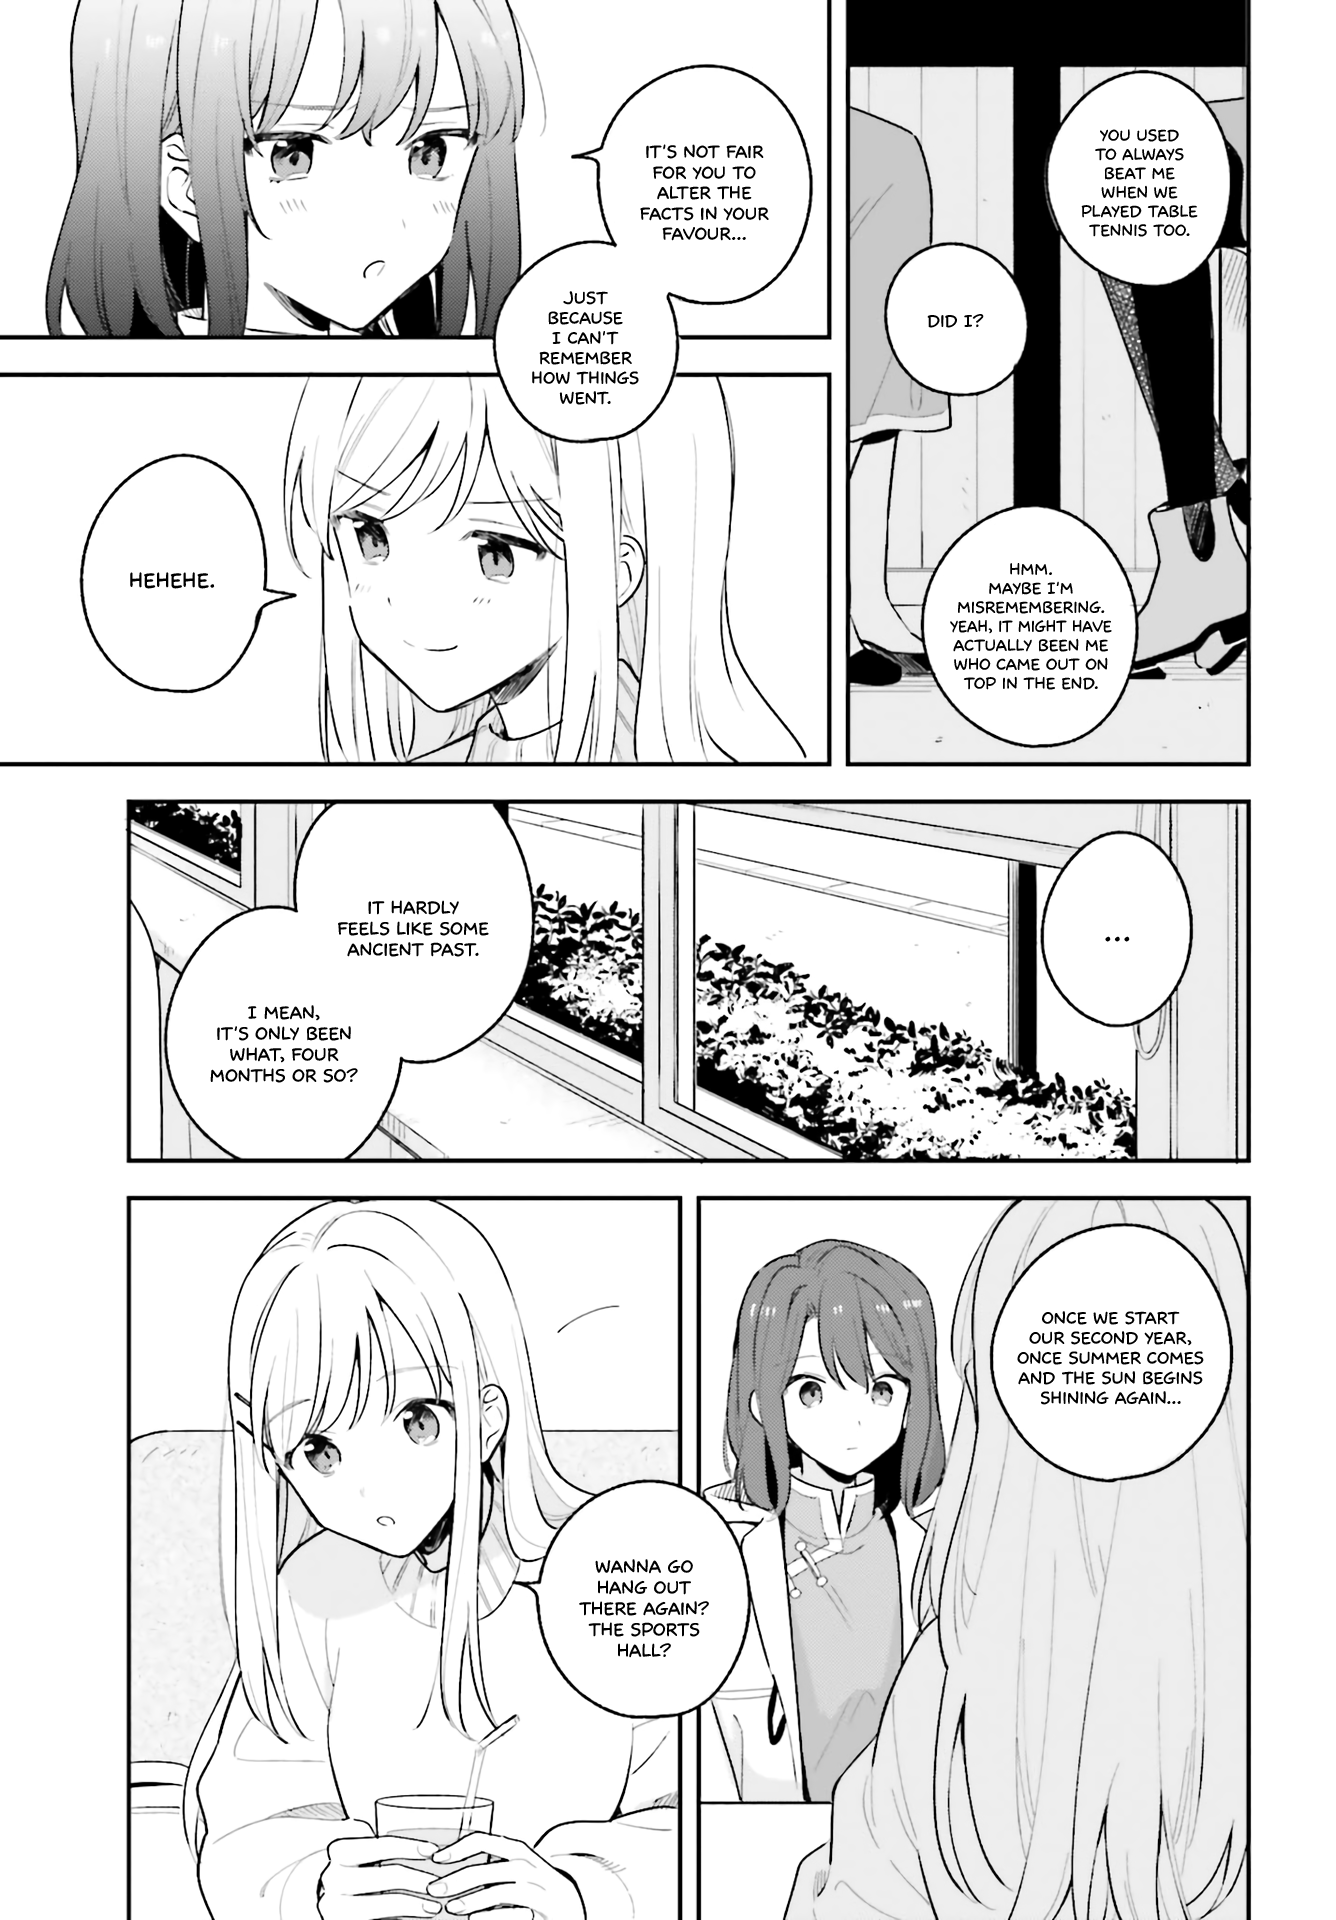 YOU USED
TO ALWAYS
BEAT ME
WHEN WE
PLAYED TABLE
TENNIS TOO.
DID I?
HMM.
MAYBE I'M
MISREMEMBERING.
YEAH, IT MIGHT HAVE
ACTUALLY BEEN ME
WHO CAME OUT ON
TOP IN THE END.
IT'S NOT FAIR
FOR YOU TO
ALTER THE
FACTS IN YOUR
FAVOUR...
JUST
BECAUSE
I CAN'T
REMEMBER
HOW THINGS
WENT.
HEHEHE.
...
IT HARDLY
FEELS LIKE SOME
ANCIENT PAST.
I MEAN,
IT'S ONLY BEEN
WHAT, FOUR
MONTHS OR SO?
ONCE WE START
OUR SECOND YEAR,
ONCE SUMMER COMES
AND THE SUN BEGINS
SHINING AGAIN...
WANNA GO
HANG OUT
THERE AGAIN?
THE SPORTS
HALL?